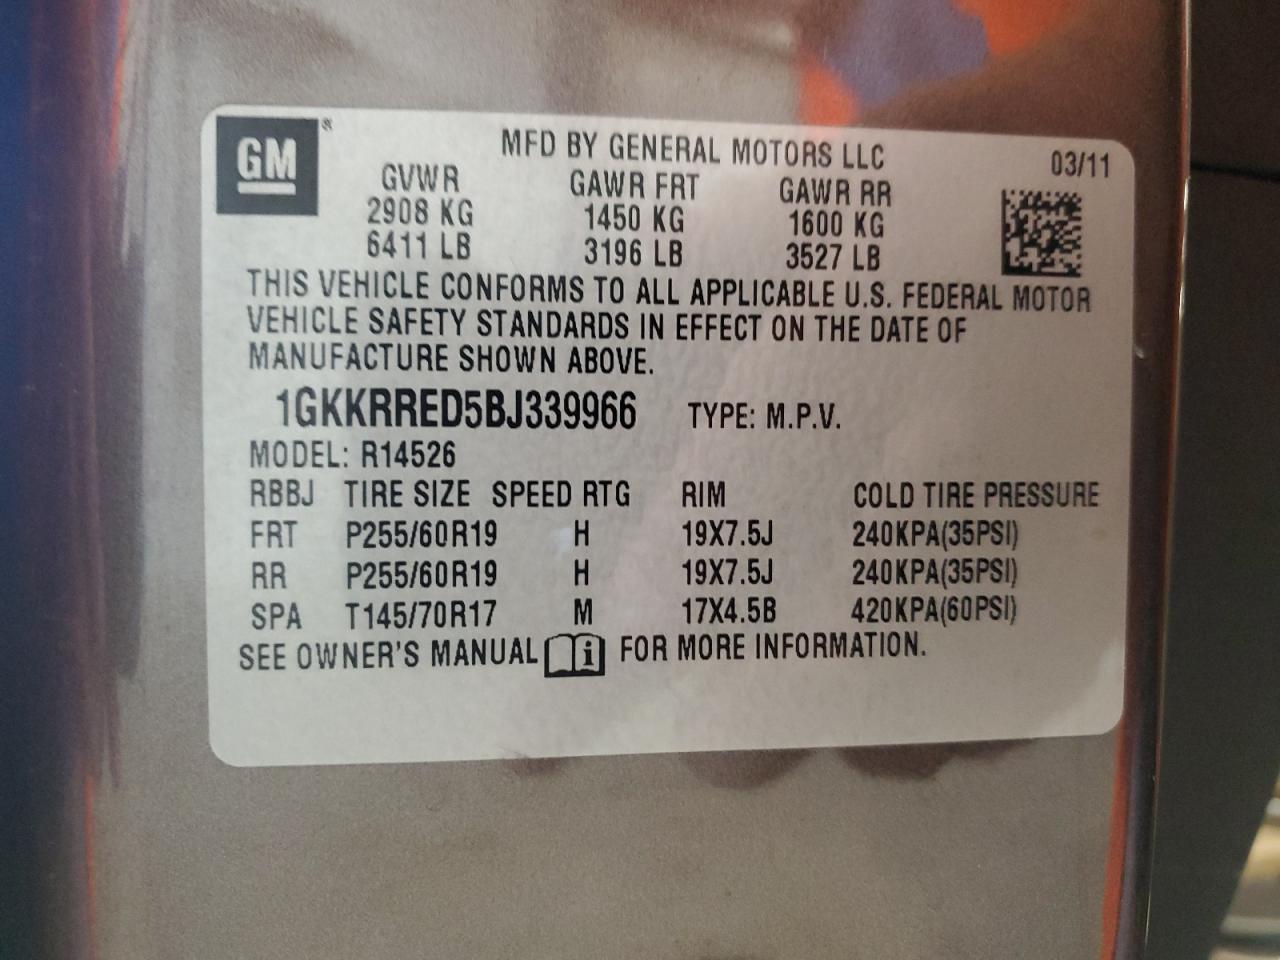 GM®
MFD BY GENERAL MOTORS LLC 03/11
GVWR GAWR FRT GAWR RR
2908 KG 1450 KG 1600 KG
6411 LB 3196 LB 3527 LB
THIS VEHICLE CONFORMS TO ALL APPLICABLE U.S. FEDERAL MOTOR
VEHICLE SAFETY STANDARDS IN EFFECT ON THE DATE OF
MANUFACTURE SHOWN ABOVE.
1GKKRRED5BJ339966 TYPE: M.P.V.
MODEL: R14526
RBBJ TIRE SIZE SPEED RTG RIM COLD TIRE PRESSURE
FRT P255/60R19 H 19X7.5J 240KPA(35PSI)
RR P255/60R19 H 19X7.5J 240KPA(35PSI)
SPA T145/70R17 M 17X4.5B 420KPA(60PSI)
SEE OWNER'S MANUAL i FOR MORE INFORMATION.